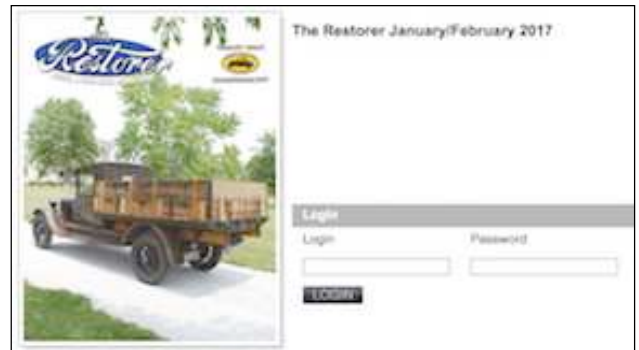 Restorer
The Restorer January/February 2017
Login
Login Password
LOGIN